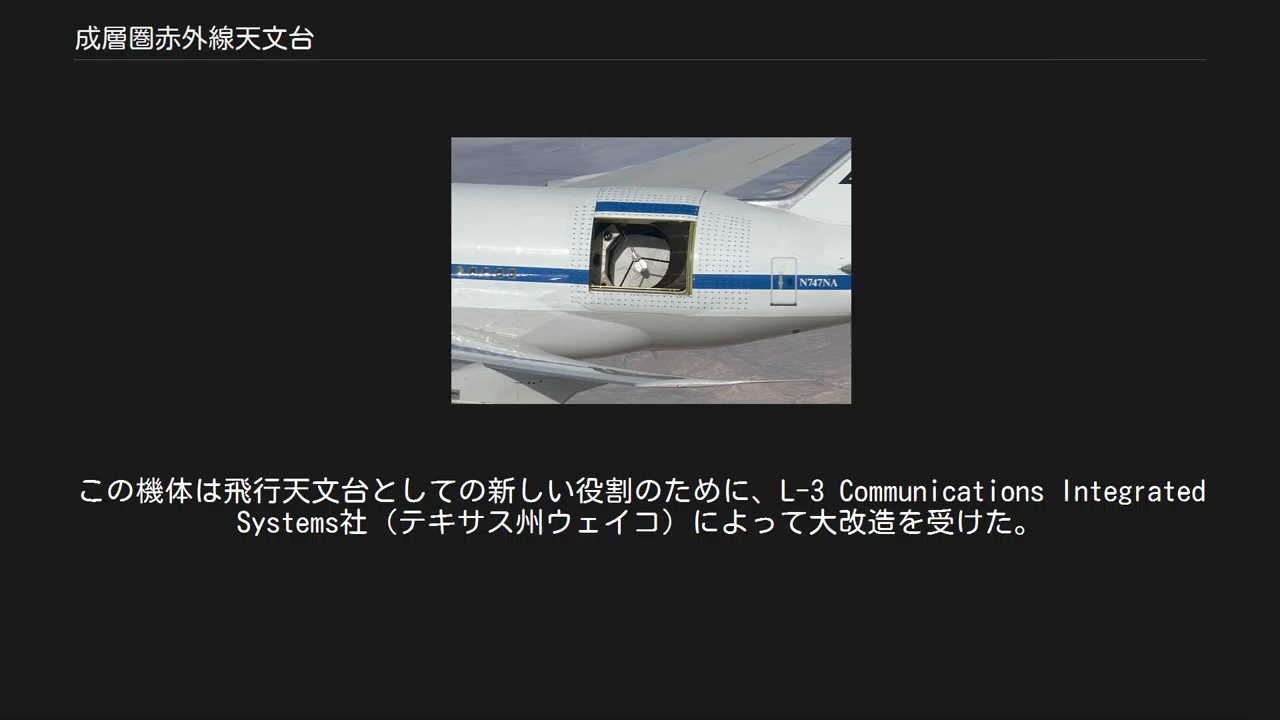 成層圏赤外線天文台
N747NA
この機体は飛行天文台としての新しい役割のために、L-3 Communications Integrated
Systems社（テキサス州ウェイコ）によって大改造を受けた。